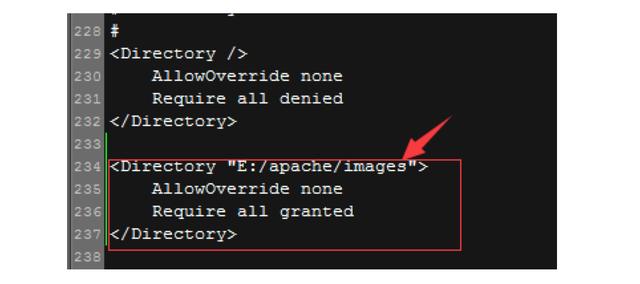 228 #
229 <Directory />
230     AllowOverride none
231     Require all denied
232 </Directory>
233
234 <Directory "E:/apache/images">
235     AllowOverride none
236     Require all granted
237 </Directory>
238